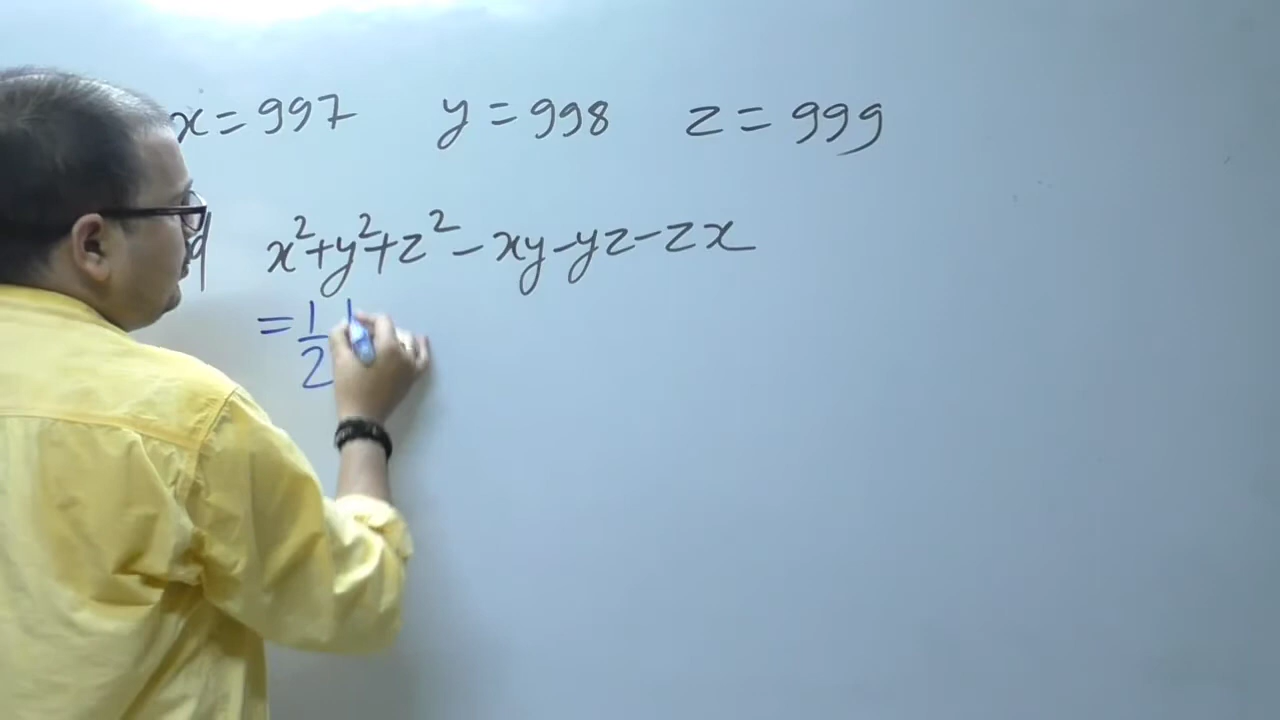 x = 997 y = 998 z = 999
x²+y²+z² - xy - yz - zx
= 1/2